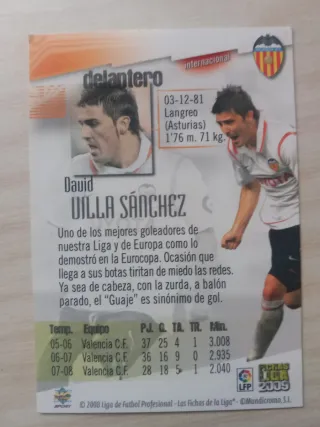 internacional
delantero
03-12-81
Langreo
(Asturias)
1'76 m. 71 kg.
David
VILLA SÁNCHEZ
Uno de los mejores goleadores de
nuestra Liga y de Europa como lo
demostró en la Eurocopa. Ocasión que
llega a sus botas tiritan de miedo las redes.
Ya sea de cabeza, con la zurda, a balón
parado, el "Guaje" es sinónimo de gol.
Temp. Equipo P.J. G. T.A. T.R. Min.
05-06 Valencia C.F. 37 25 4 1 3.008
06-07 Valencia C.F. 36 16 9 0 2.935
07-08 Valencia C.F. 28 18 5 1 2.040
LFP
FICHAS
LIGA
2009
© 2008 Liga de Futbol Profesional - Las Fichas de la Liga® ©Mundicromo, S.L.